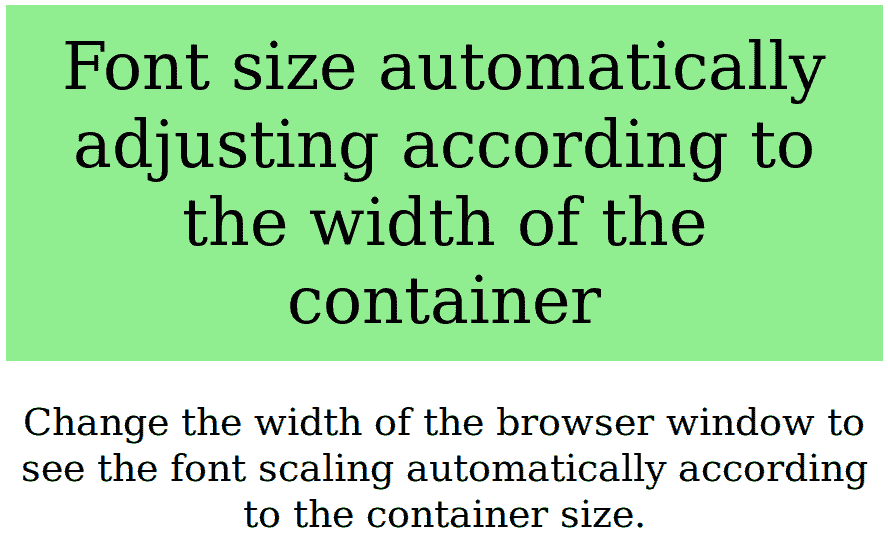 Font size automatically
adjusting according to
the width of the
container
Change the width of the browser window to
see the font scaling automatically according
to the container size.